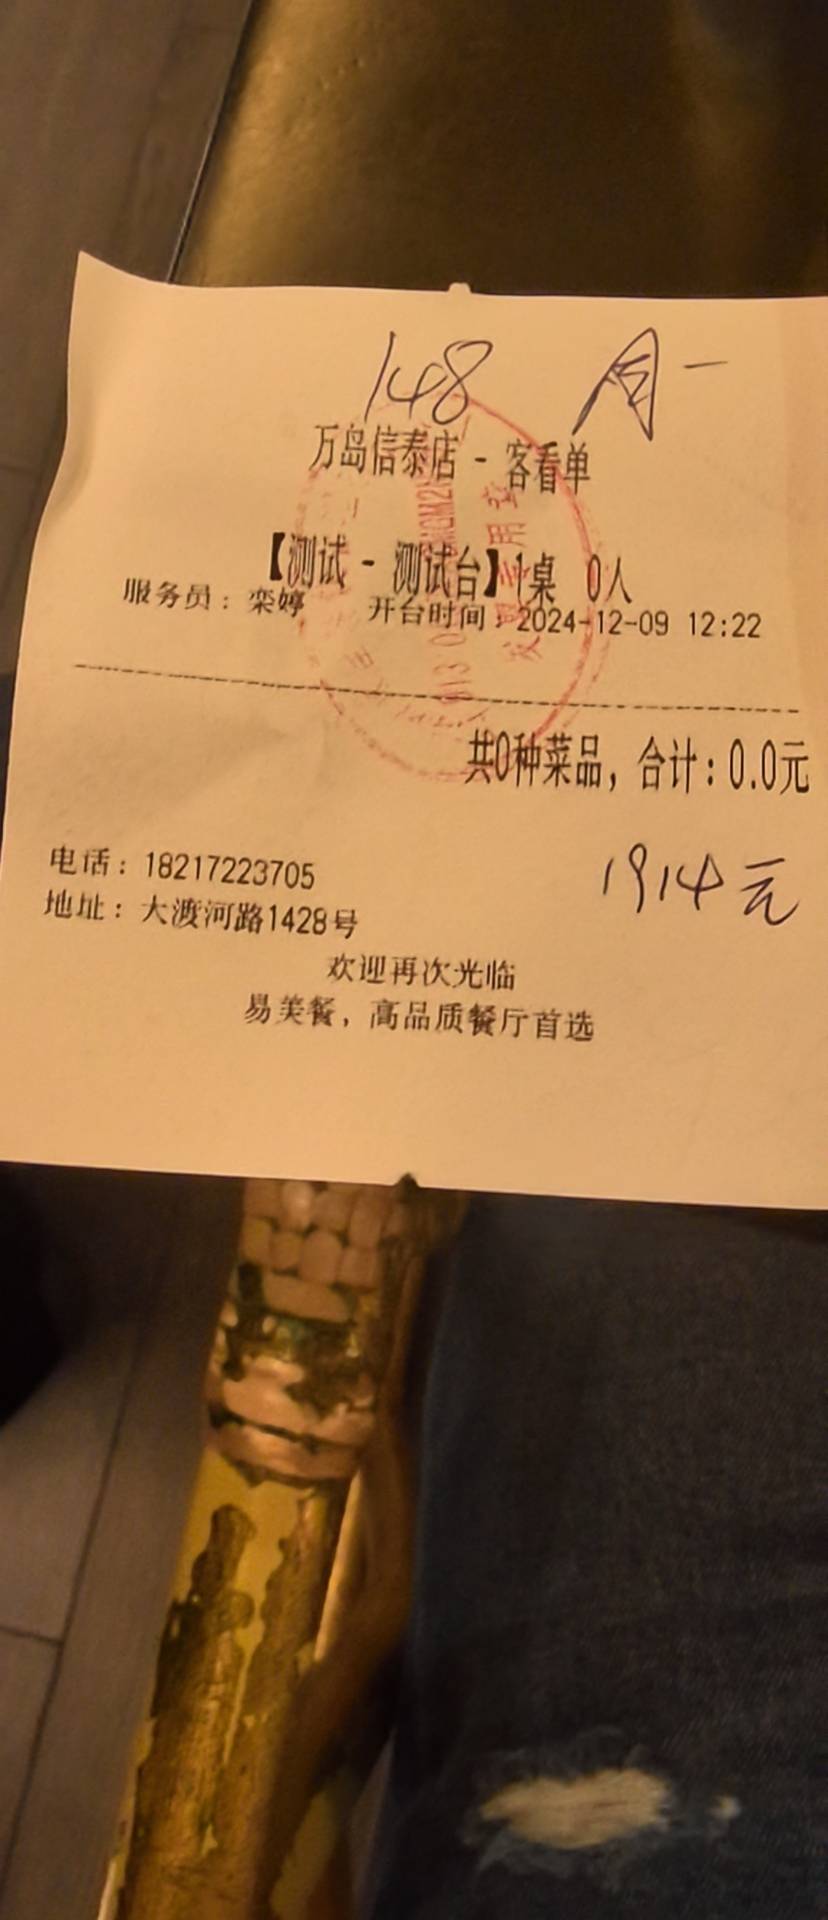 148 周一
万岛信泰店 - 客看单
【测试 - 测试台】1桌 0人
服务员：栾婷 开台时间：2024-12-09 12:22
共0种菜品，合计：0.0元
1914元
电话：18217223705
地址：大渡河路1428号
欢迎再次光临
易美餐，高品质餐厅首选